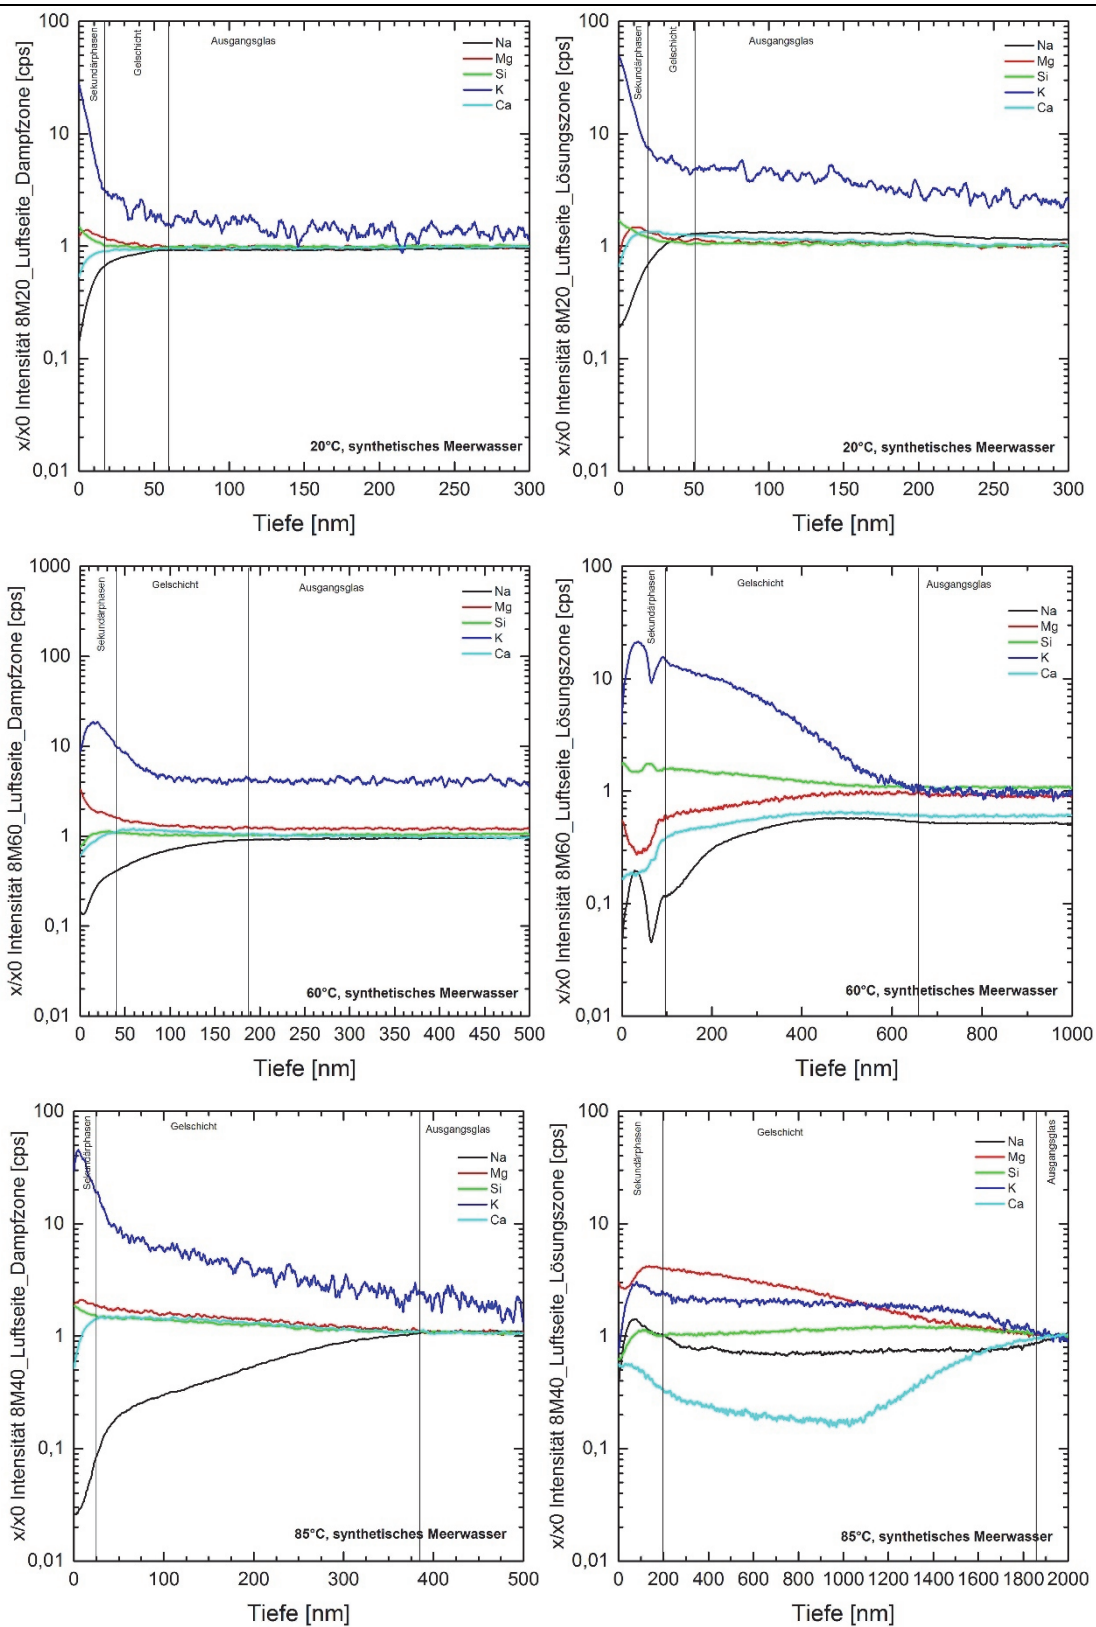 x/x0 Intensität 8M20_Luftseite_Dampfzone [cps]
100
10
1
0,1
0,01
Sekundärphasen
Gelschicht
Ausgangsglas
Na
Mg
Si
K
Ca
20°C, synthetisches Meerwasser
0 50 100 150 200 250 300
Tiefe [nm]
x/x0 Intensität 8M20_Luftseite_Lösungszone [cps]
100
10
1
0,1
0,01
Sekundärphasen
Gelschicht
Ausgangsglas
Na
Mg
Si
K
Ca
20°C, synthetisches Meerwasser
0 50 100 150 200 250 300
Tiefe [nm]
x/x0 Intensität 8M60_Luftseite_Dampfzone [cps]
1000
100
10
1
0,1
0,01
Sekundärphasen
Gelschicht
Ausgangsglas
Na
Mg
Si
K
Ca
60°C, synthetisches Meerwasser
0 50 100 150 200 250 300 350 400 450 500
Tiefe [nm]
x/x0 Intensität 8M60_Luftseite_Lösungszone [cps]
100
10
1
0,1
0,01
Sekundärphasen
Gelschicht
Ausgangsglas
Na
Mg
Si
K
Ca
60°C, synthetisches Meerwasser
0 200 400 600 800 1000
Tiefe [nm]
x/x0 Intensität 8M40_Luftseite_Dampfzone [cps]
100
10
1
0,1
0,01
Sekundärphasen
Gelschicht
Ausgangsglas
Na
Mg
Si
K
Ca
85°C, synthetisches Meerwasser
0 100 200 300 400 500
Tiefe [nm]
x/x0 Intensität 8M40_Luftseite_Lösungszone [cps]
100
10
1
0,1
0,01
Sekundärphasen
Gelschicht
Ausgangsglas
Na
Mg
Si
K
Ca
85°C, synthetisches Meerwasser
0 200 400 600 800 1000 1200 1400 1600 1800 2000
Tiefe [nm]